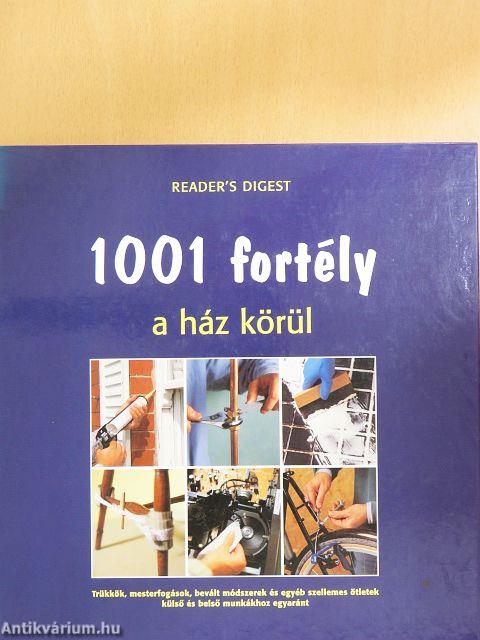 READER'S DIGEST
1001 fortély
a ház körül
Trükkök, mesterfogások, bevált módszerek és egyéb szellemes ötletek
külső és belső munkákhoz egyaránt
Antikvárium.hu